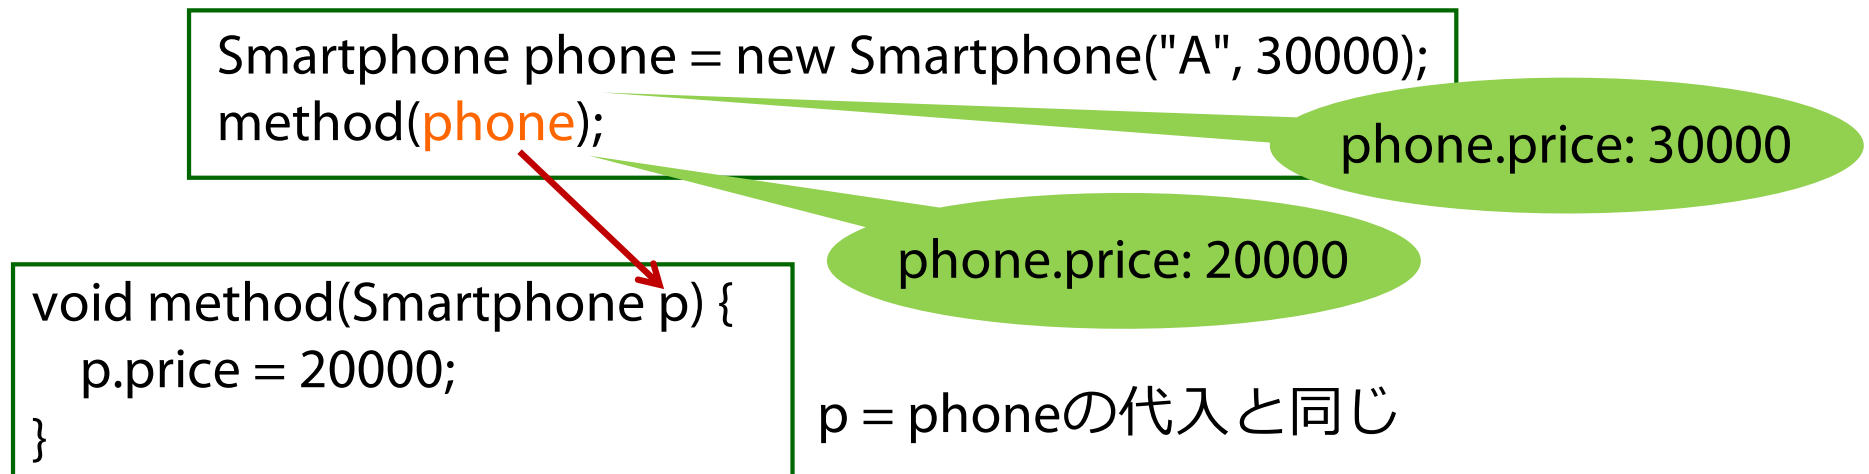 Smartphone phone = new Smartphone("A", 30000);
method(phone);
phone.price: 30000
phone.price: 20000
void method(Smartphone p) {
p.price = 20000;
}
p = phoneの代入と同じ